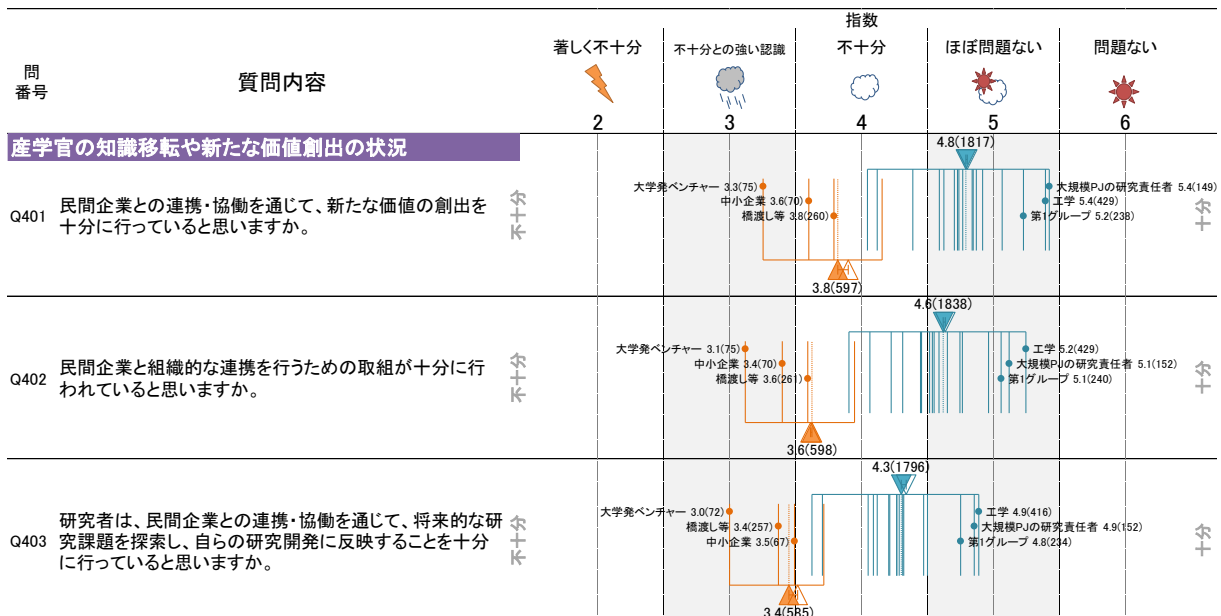 指数
著しく不十分
不十分との強い認識
不十分
ほぼ問題ない
問題ない
問
番号
質問内容
2
3
4
5
6
産学官の知識移転や新たな価値創出の状況
4.8(1817)
Q401
民間企業との連携・協働を通じて、新たな価値の創出を
十分に行っていると思いますか。
不十分
大学発ベンチャー 3.3(75)
中小企業 3.6(70)
橋渡し等 3.8(260)
大規模PJの研究責任者 5.4(149)
工学 5.4(429)
第1グループ 5.2(238)
十分
3.8(597)
4.6(1838)
Q402
民間企業と組織的な連携を行うための取組が十分に行
われていると思いますか。
不十分
大学発ベンチャー 3.1(75)
中小企業 3.4(70)
橋渡し等 3.6(261)
工学 5.2(429)
大規模PJの研究責任者 5.1(152)
第1グループ 5.1(240)
十分
3.6(598)
4.3(1796)
Q403
研究者は、民間企業との連携・協働を通じて、将来的な研
究課題を探索し、自らの研究開発に反映することを十分
に行っていると思いますか。
不十分
大学発ベンチャー 3.0(72)
橋渡し等 3.4(257)
中小企業 3.5(67)
工学 4.9(416)
大規模PJの研究責任者 4.9(152)
第1グループ 4.8(234)
十分
3.4(585)